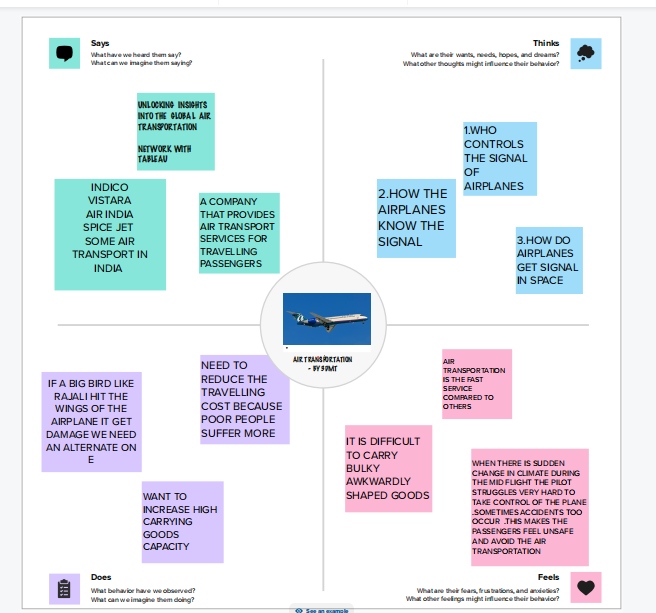 Says
What have we heard them say?
What can we imagine them saying?
Thinks
What are their wants, needs, hopes, and dreams?
What other thoughts might influence their behavior?
UNLOCKING INSIGHTS
INTO THE GLOBAL AIR
TRANSPORTATION
NETWORK WITH
TABLEAU
INDICO
VISTARA
AIR INDIA
SPICE JET
SOME AIR
TRANSPORT IN
INDIA
A COMPANY
THAT PROVIDES
AIR TRANSPORT
SERVICES FOR
TRAVELLING
PASSENGERS
1.WHO
CONTROLS
THE SIGNAL
OF
AIRPLANES
2.HOW THE
AIRPLANES
KNOW THE
SIGNAL
3.HOW DO
AIRPLANES
GET SIGNAL
IN SPACE
AIR TRANSPORTATION
- BY SUMIT
IF A BIG BIRD LIKE
RAJALI HIT THE
WINGS OF THE
AIRPLANE IT GET
DAMAGE WE NEED
AN ALTERNATE ON
E
NEED TO
REDUCE THE
TRAVELLING
COST BECAUSE
POOR PEOPLE
SUFFER MORE
WANT TO
INCREASE HIGH
CARRYING
GOODS
CAPACITY
AIR
TRANSPORTATION
IS THE FAST
SERVICE
COMPARED TO
OTHERS
IT IS DIFFICULT
TO CARRY
BULKY
AWKWARDLY
SHAPED GOODS
WHEN THERE IS SUDDEN
CHANGE IN CLIMATE DURING
THE MID FLIGHT THE PILOT
STRUGGLES VERY HARD TO
TAKE CONTROL OF THE PLANE
.SOMETIMES ACCIDENTS TOO
OCCUR .THIS MAKES THE
PASSENGERS FEEL UNSAFE
AND AVOID THE AIR
TRANSPORTATION
Does
What behavior have we observed?
What can we imagine them doing?
Feels
What are their fears, frustrations, and anxieties?
What other feelings might influence their behavior?
See an example